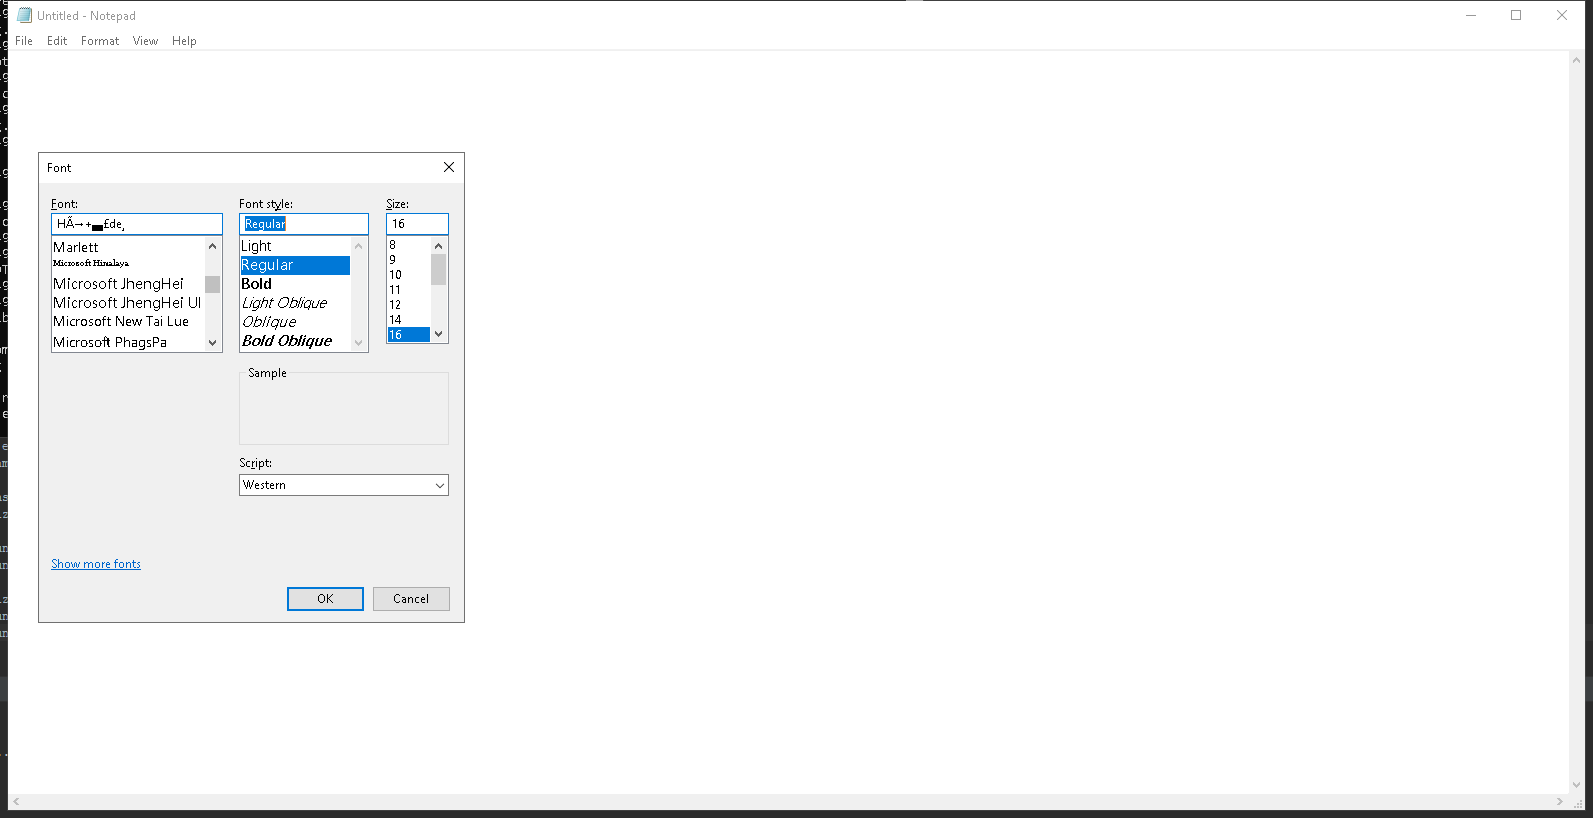 Untitled - Notepad
File Edit Format View Help
Font
Font:
HÃ→+▃£de¸
Marlett
Microsoft Himalaya
Microsoft JhengHei
Microsoft JhengHei UI
Microsoft New Tai Lue
Microsoft PhagsPa
Font style:
Regular
Light
Regular
Bold
Light Oblique
Oblique
Bold Oblique
Size:
16
8
9
10
11
12
14
16
Sample
Script:
Western
Show more fonts
OK
Cancel